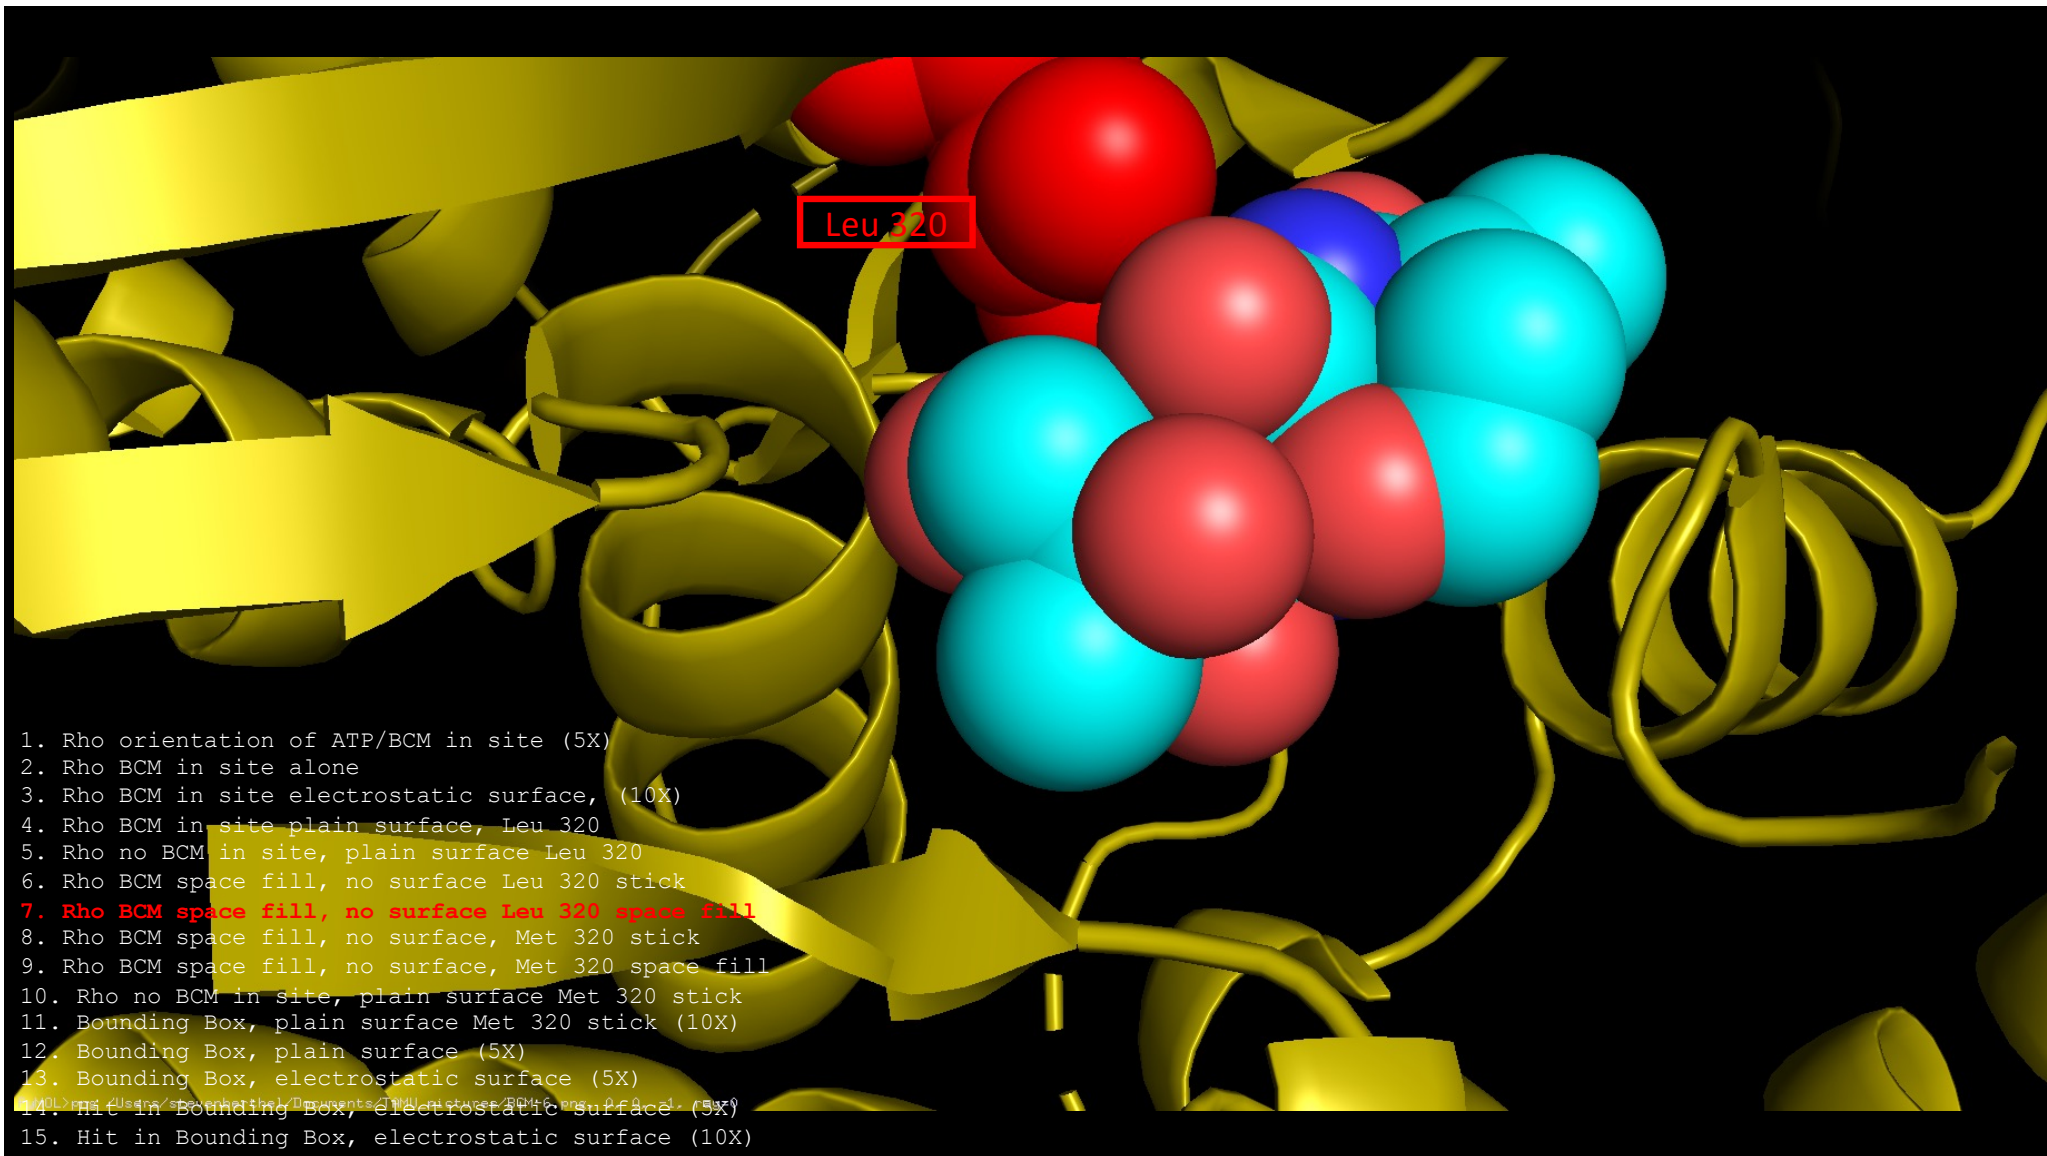 Leu 320
1. Rho orientation of ATP/BCM in site (5X)
2. Rho BCM in site alone
3. Rho BCM in site electrostatic surface, (10X)
4. Rho BCM in site plain surface, Leu 320
5. Rho no BCM in site, plain surface Leu 320
6. Rho BCM space fill, no surface Leu 320 stick
7. Rho BCM space fill, no surface Leu 320 space fill
8. Rho BCM space fill, no surface, Met 320 stick
9. Rho BCM space fill, no surface, Met 320 space fill
10. Rho no BCM in site, plain surface Met 320 stick
11. Bounding Box, plain surface Met 320 stick (10X)
12. Bounding Box, plain surface (5X)
13. Bounding Box, electrostatic surface (5X)
14. Hit in Bounding Box, electrostatic surface (5X)
15. Hit in Bounding Box, electrostatic surface (10X)